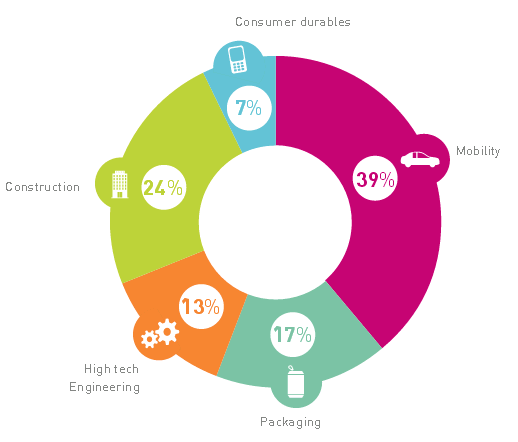 Consumer durables
7%
Mobility
39%
24%
Construction
13%
17%
High tech
Engineering
Packaging